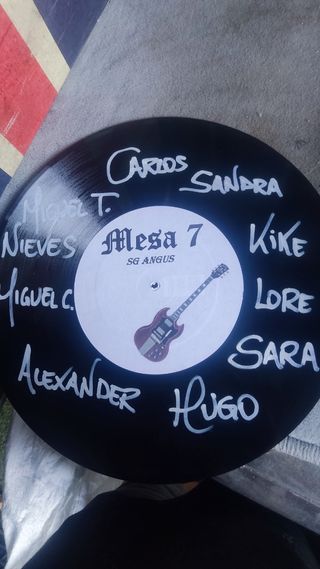 Carlos
Sandra
Miguel T.
Nieves
Kike
Miguel C.
Lore
Sara
Alexander
Hugo
Mesa 7
SG ANGUS